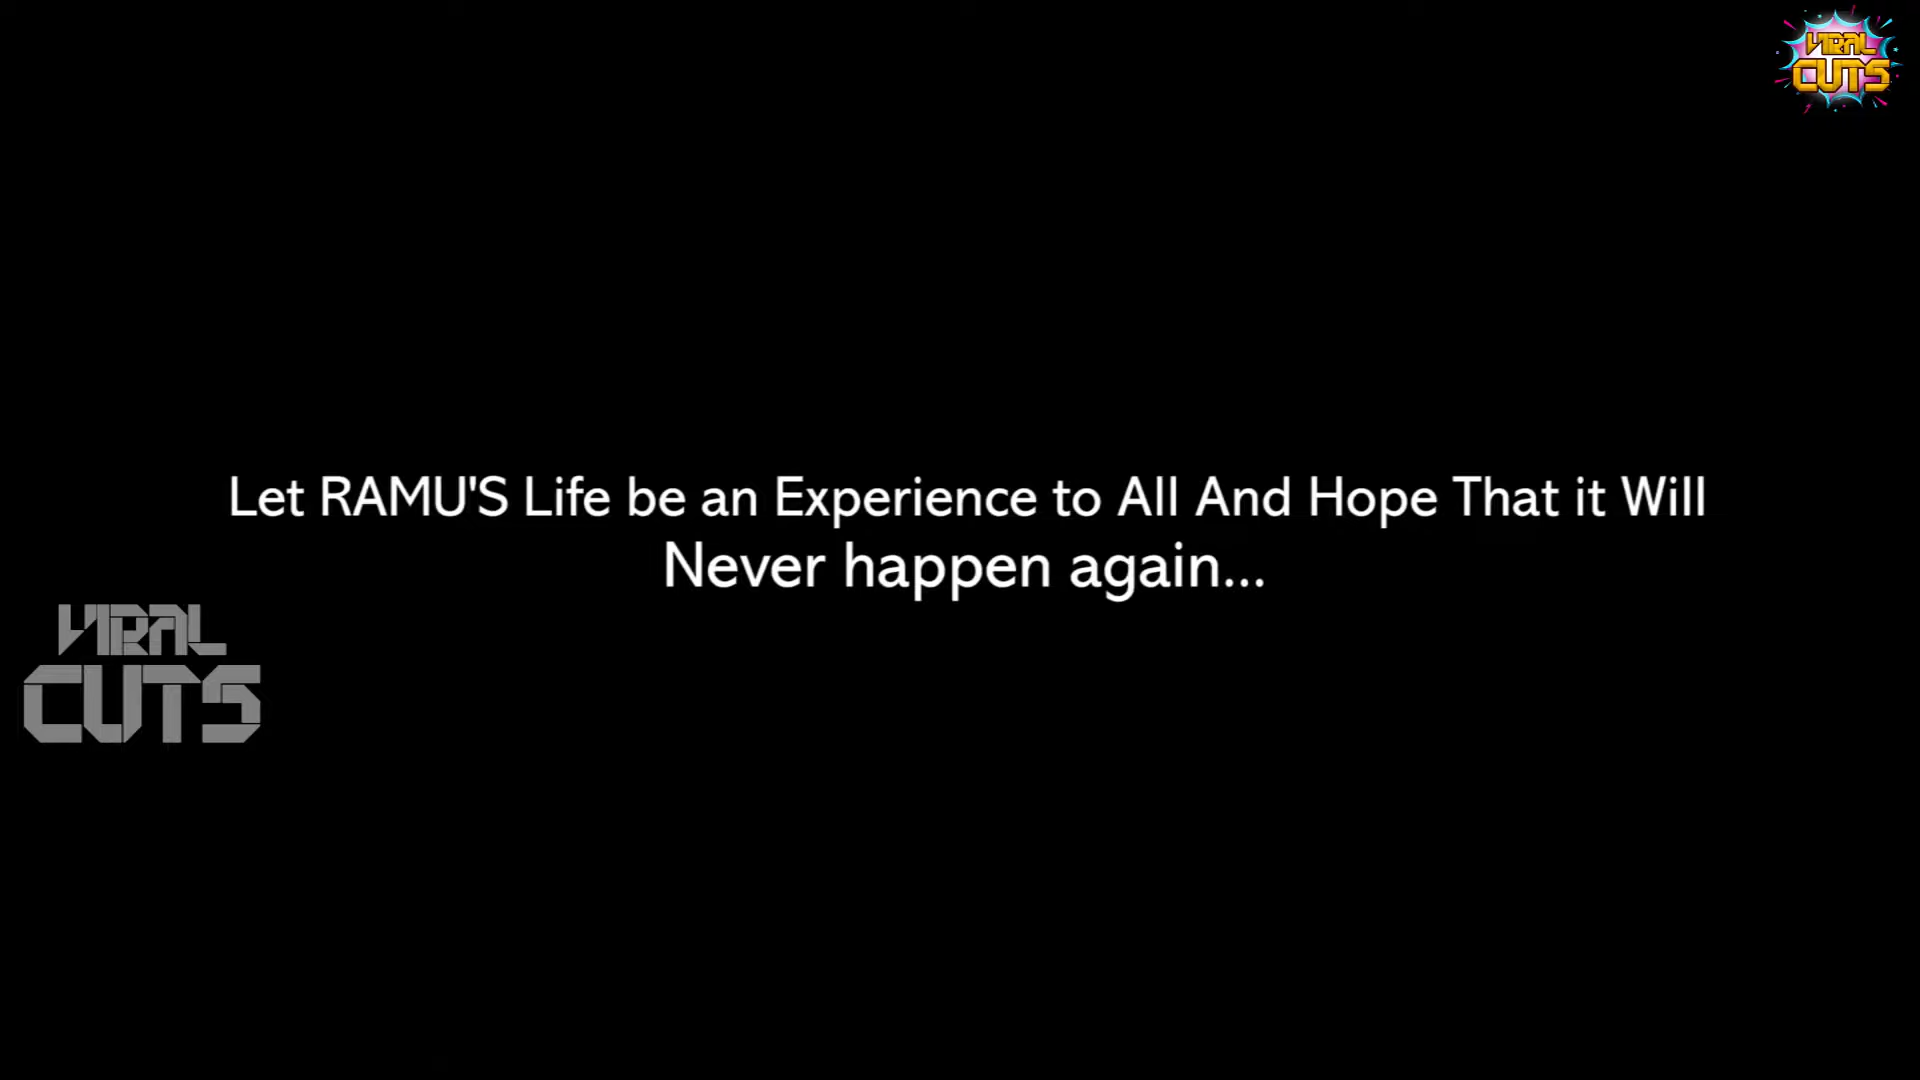 VIRAL
CUTS
Let RAMU'S Life be an Experience to All And Hope That it Will
Never happen again...
VIRAL
CUTS